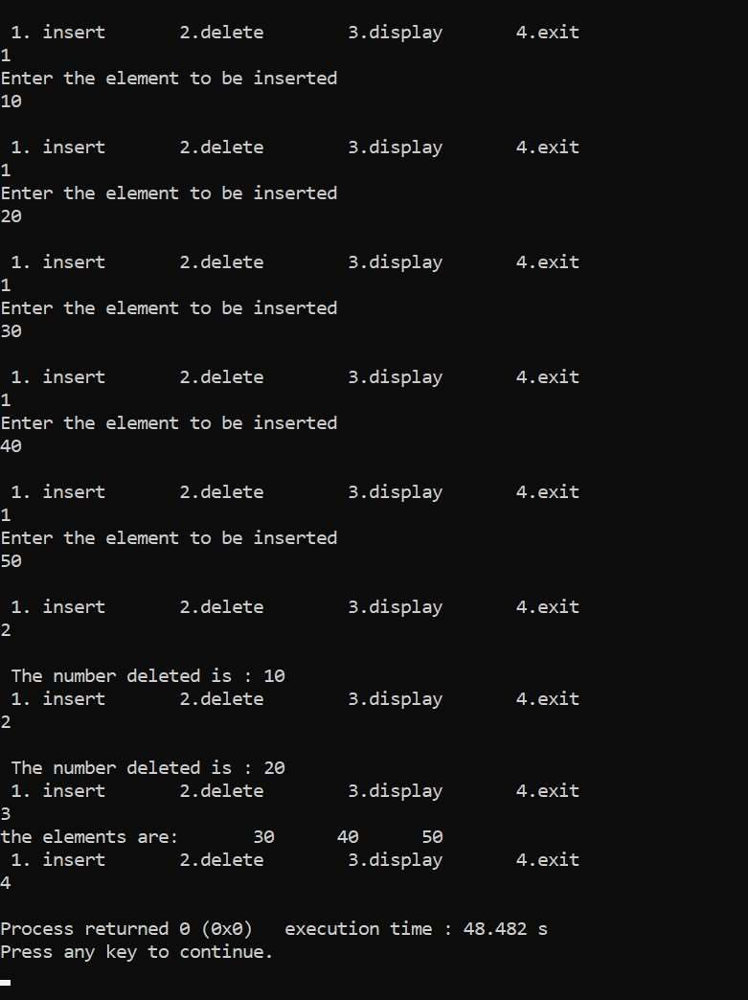 1. insert 2.delete 3.display 4.exit
1
Enter the element to be inserted
10
1. insert 2.delete 3.display 4.exit
1
Enter the element to be inserted
20
1. insert 2.delete 3.display 4.exit
1
Enter the element to be inserted
30
1. insert 2.delete 3.display 4.exit
1
Enter the element to be inserted
40
1. insert 2.delete 3.display 4.exit
1
Enter the element to be inserted
50
1. insert 2.delete 3.display 4.exit
2
The number deleted is : 10
1. insert 2.delete 3.display 4.exit
2
The number deleted is : 20
1. insert 2.delete 3.display 4.exit
3
the elements are: 30 40 50
1. insert 2.delete 3.display 4.exit
4
Process returned 0 (0x0) execution time : 48.482 s
Press any key to continue.